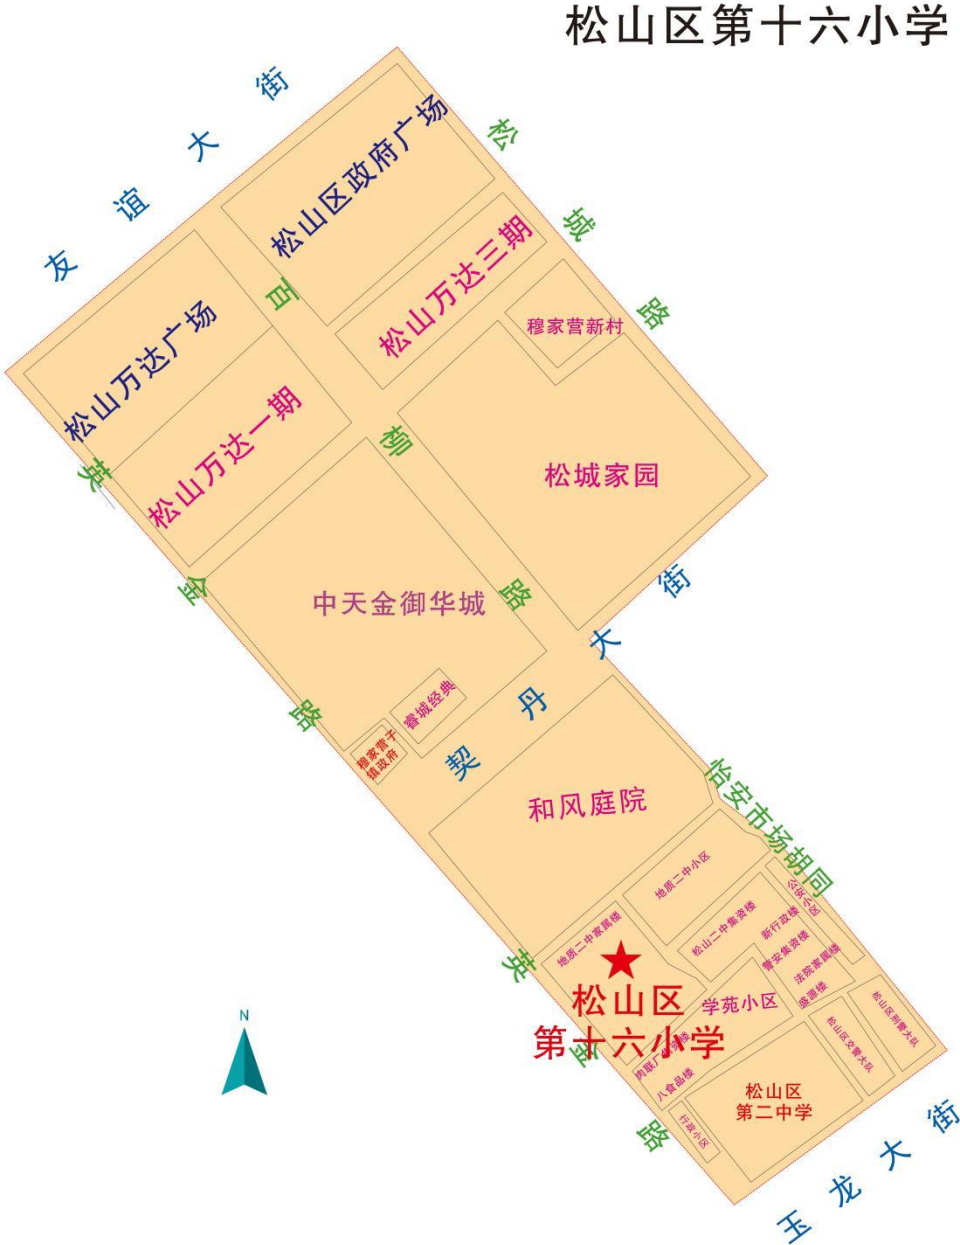 松山区第十六小学
友谊大街
松山区政府广场
松城路
松山万达广场
百柳路
松山万达三期
穆家营新村
松山万达一期
英金路
松城家园
中天金御华城
睿城经典
穆家营子
镇政府
契丹大街
和风庭院
怡安市场胡同
地质二中小区
公安小区
地质二中家属楼
松山二中集资楼
新行政楼
警安集资楼
法院家属楼
盛源楼
松山区
第十六小学
学苑小区
英金路
八食品楼
松山区交警大队
松山区刑警大队
松山区
第二中学
行政小区
N
玉龙大街